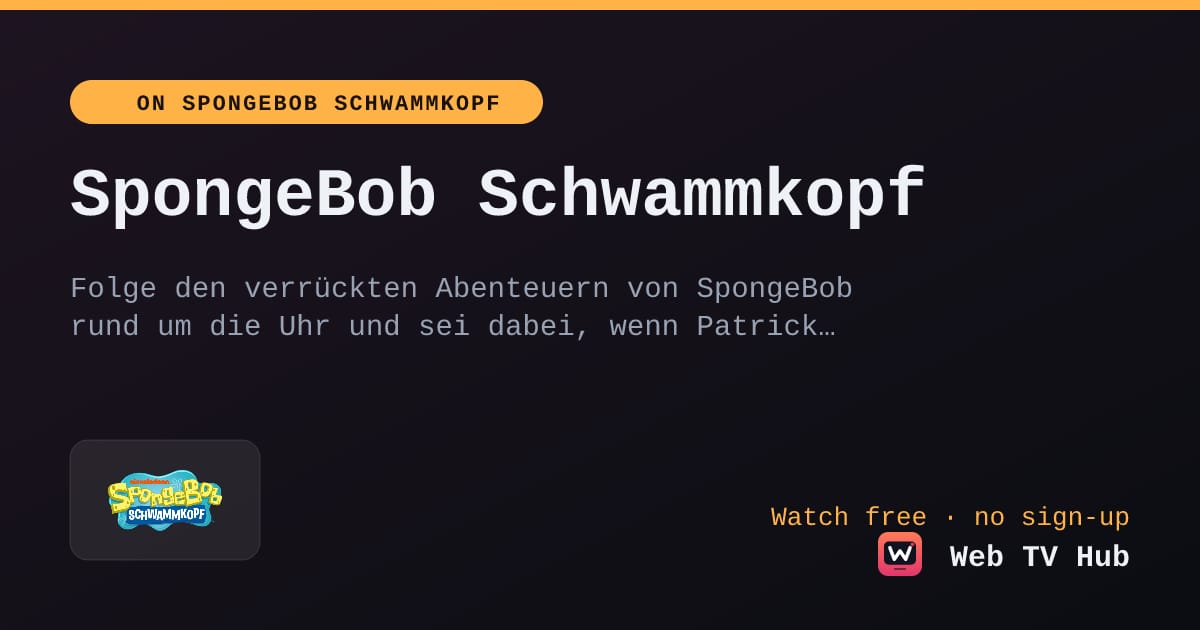 ON SPONGEBOB SCHWAMMKOPF
SpongeBob Schwammkopf
Folge den verrückten Abenteuern von SpongeBob
rund um die Uhr und sei dabei, wenn Patrick…
nickelodeon
SpongeBob
SCHWAMMKOPF
Watch free · no sign-up
W
Web TV Hub